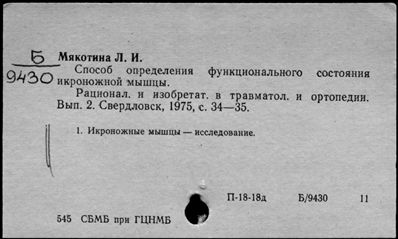 Б
9430
Мякотина Л. И.
Способ определения функционального состояния
икроножной мышцы.
Рационал. и изобретат. в травматол. и ортопедии.
Вып. 2. Свердловск, 1975, с. 34—35.
1. Икроножные мышцы — исследование.
П-18-18д Б/9430 11
545 СБМБ при ГЦНМБ